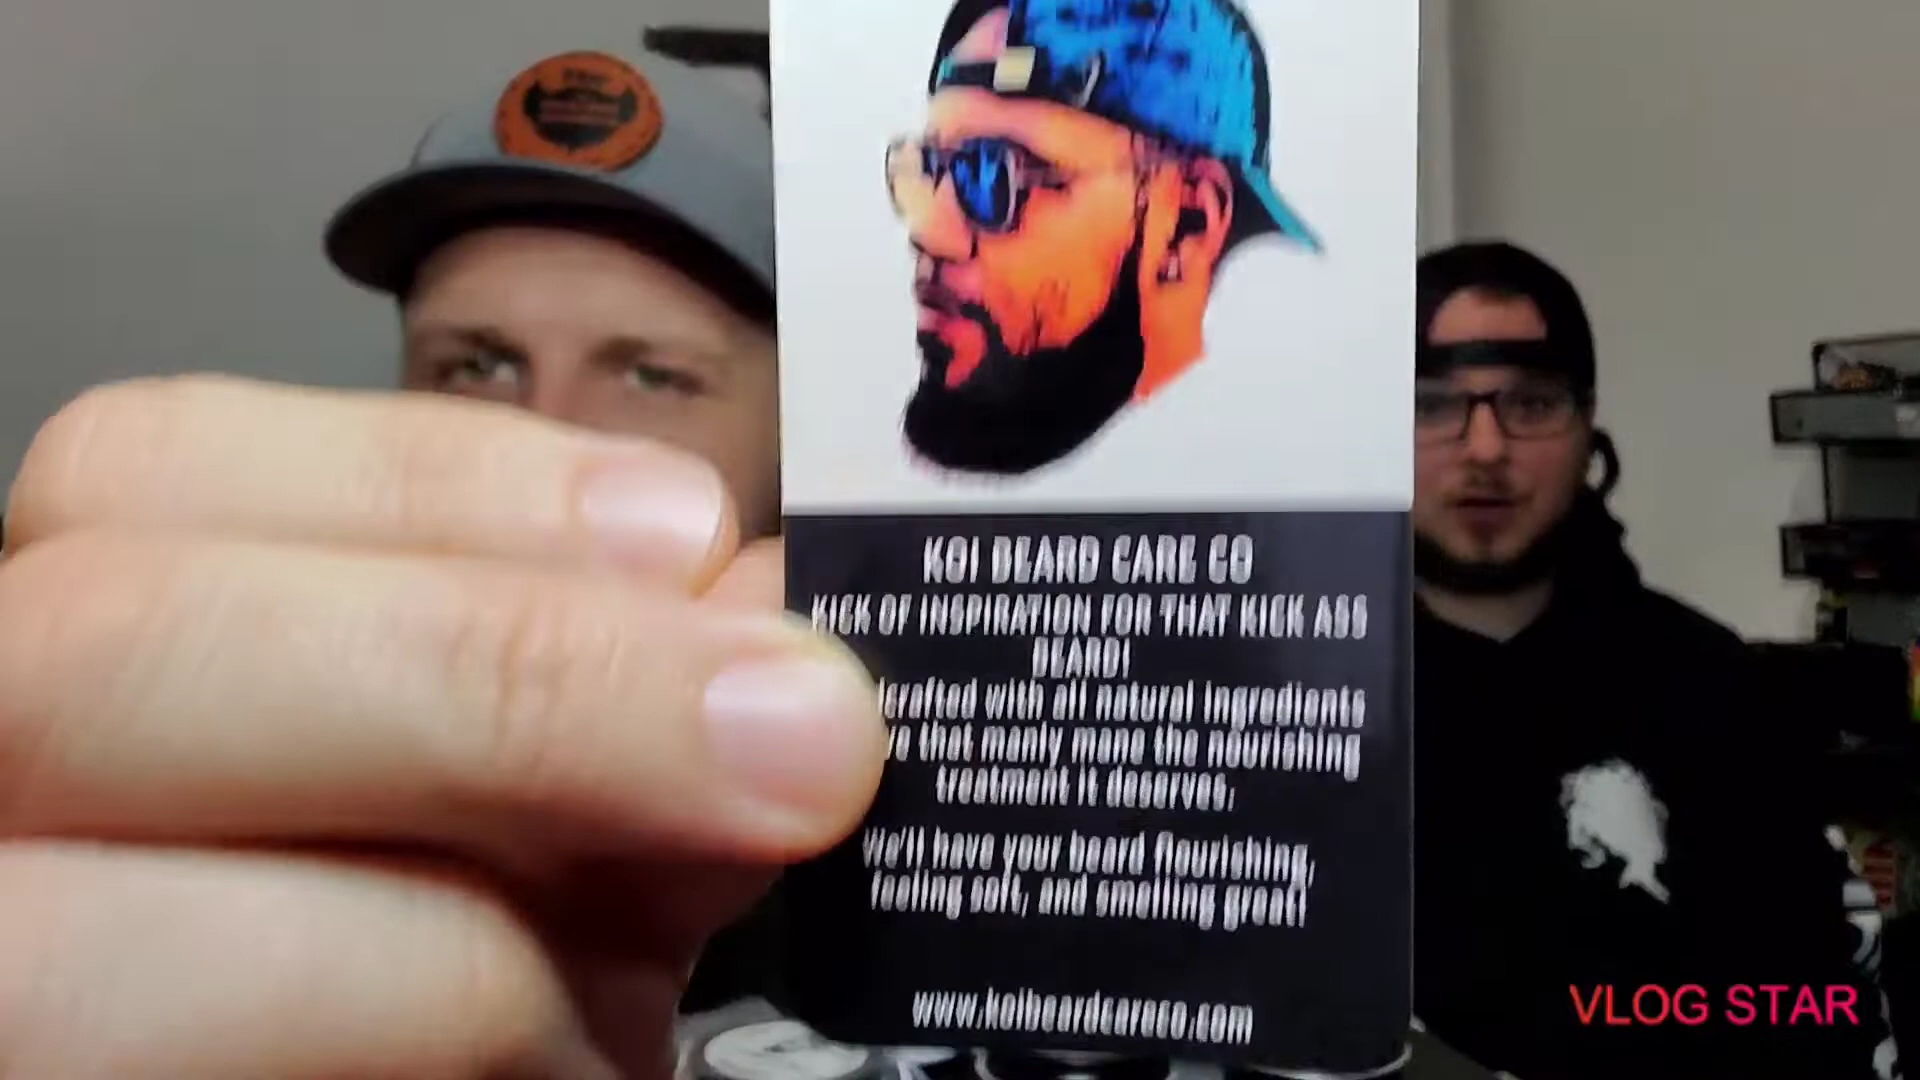 KOI BEARD CARE CO
KICK OF INSPIRATION FOR THAT KICK ASS
BEARD!
crafted with all natural ingredients
that manly mane the nourishing
treatment it deserves.
We'll have your beard flourishing,
feeling soft, and smelling great!
www.koibeardcareco.com
VLOG STAR